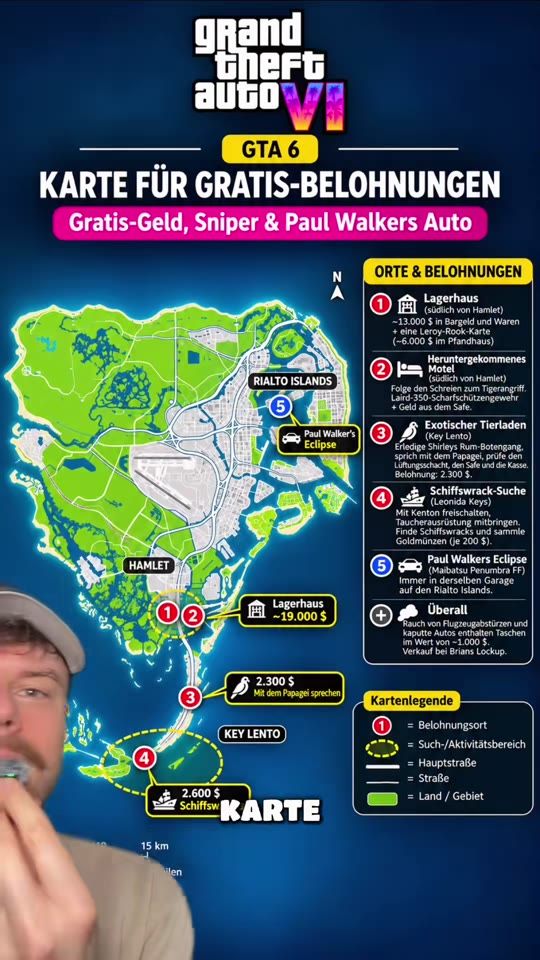 grand
theft
auto VI
GTA 6
KARTE FÜR GRATIS-BELOHNUNGEN
Gratis-Geld, Sniper & Paul Walkers Auto
N
ORTE & BELOHNUNGEN
1 Lagerhaus
(südlich von Hamlet)
~13.000 $ in Bargeld und Waren
+ eine Leroy-Rook-Karte
(~6.000 $ im Pfandhaus)
2 Heruntergekommenes
Motel
(südlich von Hamlet)
Folge den Schreien zum Tigerangriff.
Laird-350-Scharfschützengewehr
+ Geld aus dem Safe.
3 Exotischer Tierladen
(Key Lento)
Erledige Shirleys Rum-Botengang,
sprich mit dem Papagei, prüfe den
Lüftungsschacht, den Safe und die Kasse.
Belohnung: 2.300 $.
4 Schiffswrack-Suche
(Leonida Keys)
Mit Kenton freischalten,
Taucherausrüstung mitbringen.
Finde Schiffswracks und sammle
Goldmünzen (je 200 $).
5 Paul Walkers Eclipse
(Maibatsu Penumbra FF)
Immer in derselben Garage
auf den Rialto Islands.
+ Überall
Rauch von Flugzeugabstürzen und
kaputte Autos enthalten Taschen
im Wert von ~1.000 $.
Verkauf bei Brians Lockup.
RIALTO ISLANDS
5
Paul Walker's
Eclipse
HAMLET
1
2
Lagerhaus
~19.000 $
3
2.300 $
Mit dem Papagei sprechen
KEY LENTO
4
2.600 $
Schiffsw
KARTE
15 km
Kartenlegende
1 = Belohnungsort
= Such-/Aktivitätsbereich
= Hauptstraße
= Straße
= Land / Gebiet